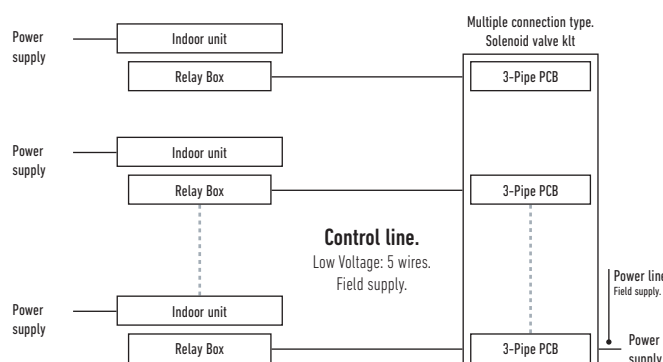 Multiple connection type.
Solenoid valve klt
Power
supply
Indoor unit
Relay Box
3-Pipe PCB
Power
supply
Indoor unit
Relay Box
3-Pipe PCB
Control line.
Low Voltage: 5 wires.
Field supply.
Power line
Field supply.
Power
supply
Indoor unit
Relay Box
3-Pipe PCB
Power
supply